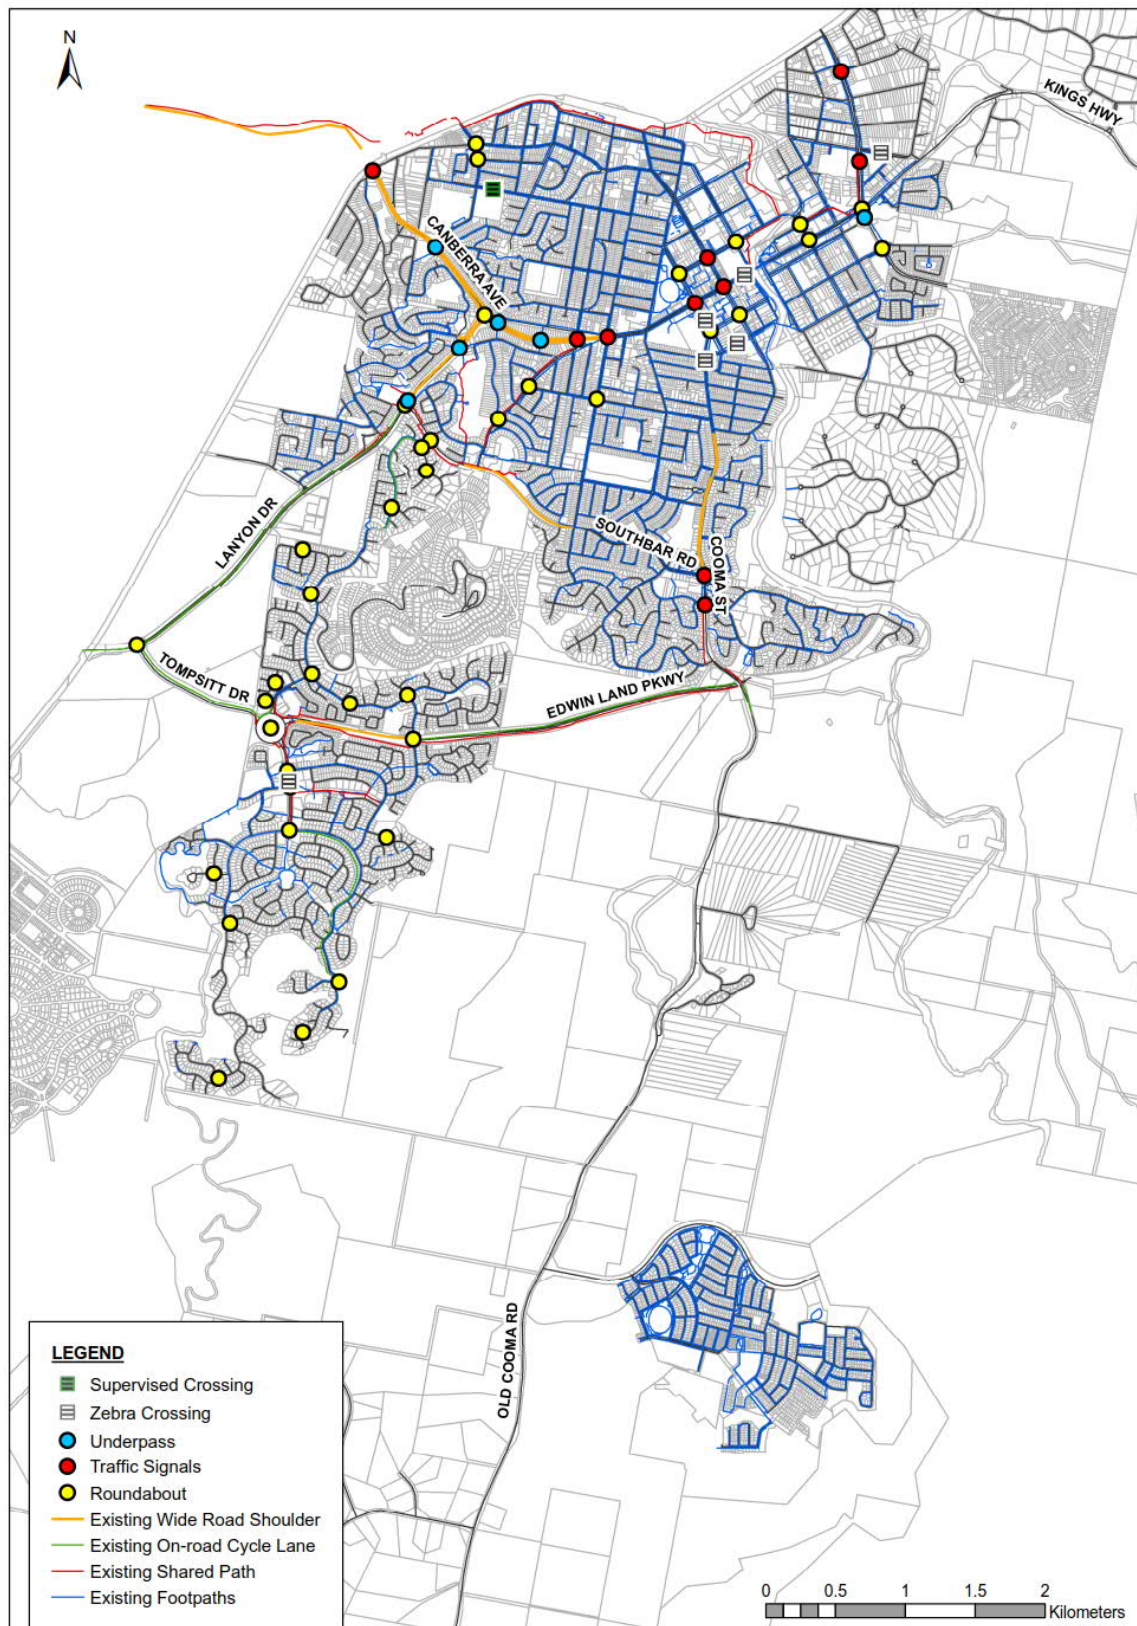 N
KINGS HWY
CANBERRA AVE
LANYON DR
SOUTHBAR RD
COOMA ST
TOMPSITT DR
EDWIN LAND PKWY
OLD COOMA RD
LEGEND
Supervised Crossing
Zebra Crossing
Underpass
Traffic Signals
Roundabout
Existing Wide Road Shoulder
Existing On-road Cycle Lane
Existing Shared Path
Existing Footpaths
0 0.5 1 1.5 2
Kilometers